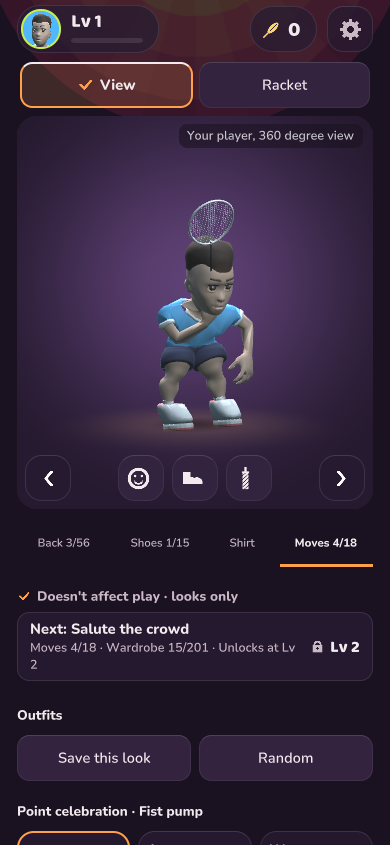 Lv 1
0
View
Racket
Your player, 360 degree view
Back 3/56
Shoes 1/15
Shirt
Moves 4/18
Doesn't affect play · looks only
Next: Salute the crowd
Moves 4/18 · Wardrobe 15/201 · Unlocks at Lv
2
Lv 2
Outfits
Save this look
Random
Point celebration · Fist pump